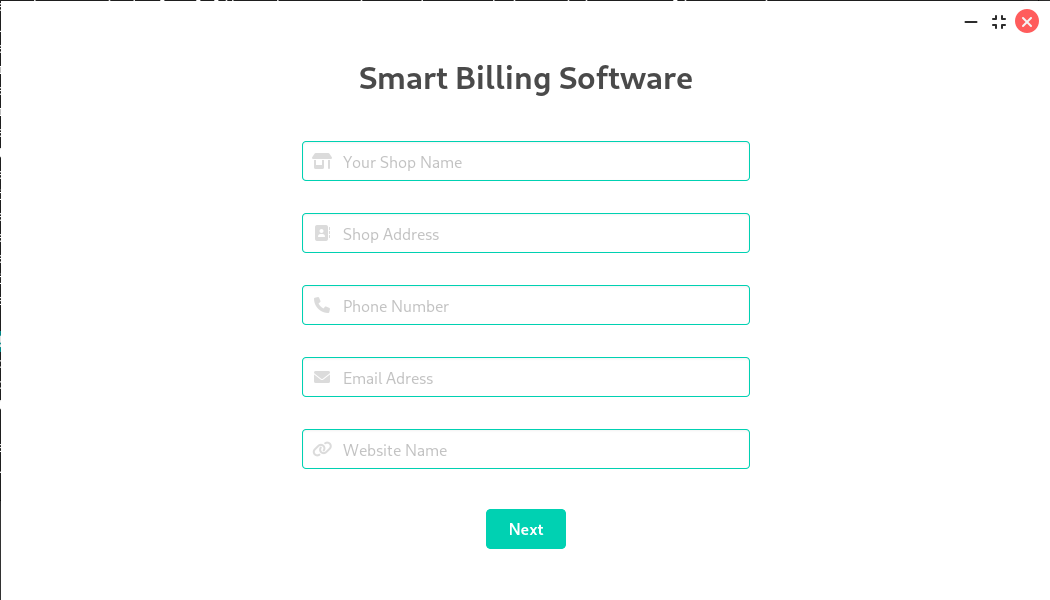 Smart Billing Software
Your Shop Name
Shop Address
Phone Number
Email Adress
Website Name
Next